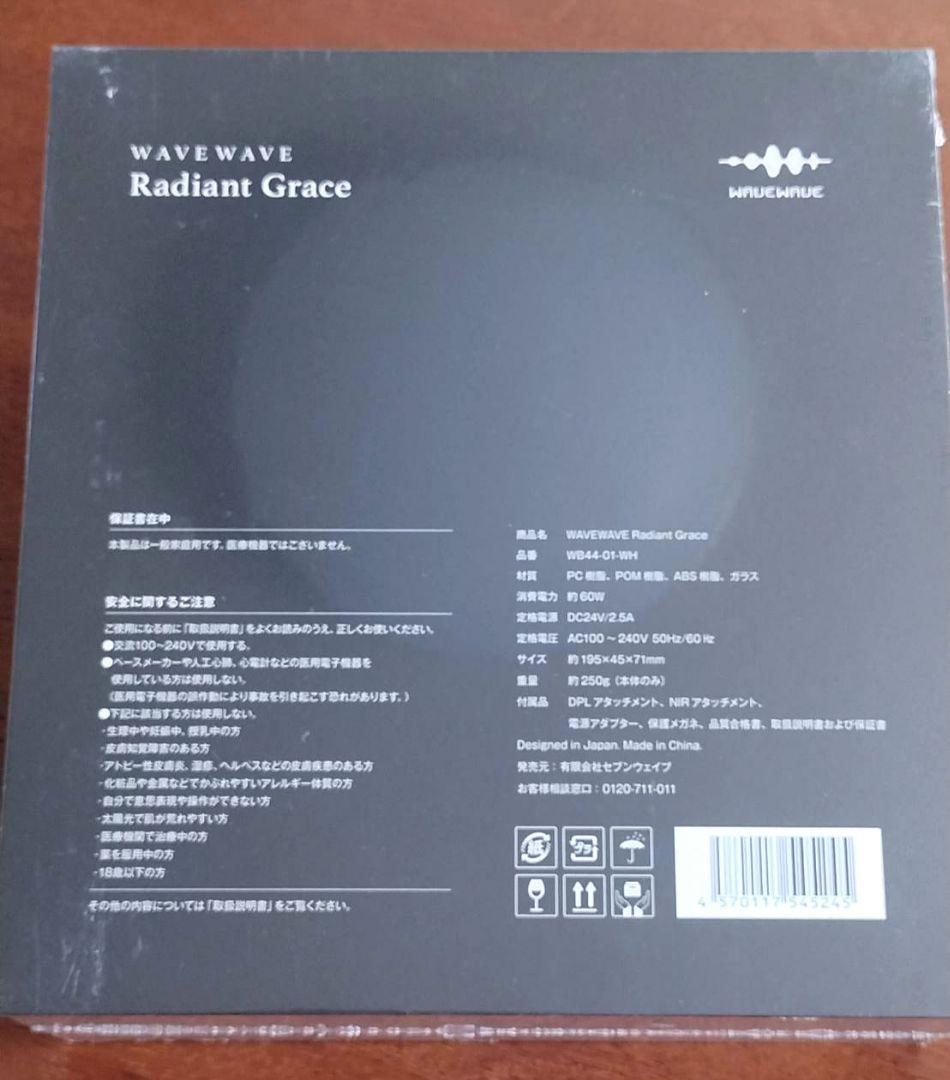 WAVEWAVE
Radiant Grace
WAVEWAVE
保証書在中
本製品は一般家庭用です。医療機器ではございません。
安全に関するご注意
ご使用になる前に「取扱説明書」をよくお読みのうえ、正しくお使いください。
●交流100~240Vで使用する。
●ペースメーカーや人工心肺、心電計などの医用電子機器を
使用している方は使用しない。
（医用電子機器の誤作動により事故を引き起こす恐れがあります。）
●下記に該当する方は使用しない。
・生理中や妊娠中、授乳中の方
・皮膚知覚障害のある方
・アトピー性皮膚炎、湿疹、ヘルペスなどの皮膚疾患のある方
・化粧品や金属などでかぶれやすいアレルギー体質の方
・自分で意思表現や操作ができない方
・太陽光で肌が荒れやすい方
・医療機関で治療中の方
・薬を服用中の方
・18歳以下の方
その他の内容については「取扱説明書」をご覧ください。
商品名 WAVEWAVE Radiant Grace
品番 WB44-01-WH
材質 PC樹脂、POM樹脂、ABS樹脂、ガラス
消費電力 約60W
定格電源 DC24V/2.5A
定格電圧 AC100～240V 50Hz/60Hz
サイズ 約195×45×71mm
重量 約250g（本体のみ）
付属品 DPLアタッチメント、NIRアタッチメント、
電源アダプター、保護メガネ、品質合格書、取扱説明書および保証書
Designed in Japan. Made in China.
発売元：有限会社セブンウェイブ
お客様相談窓口：0120-711-011
紙
プラ
4 570117 545245